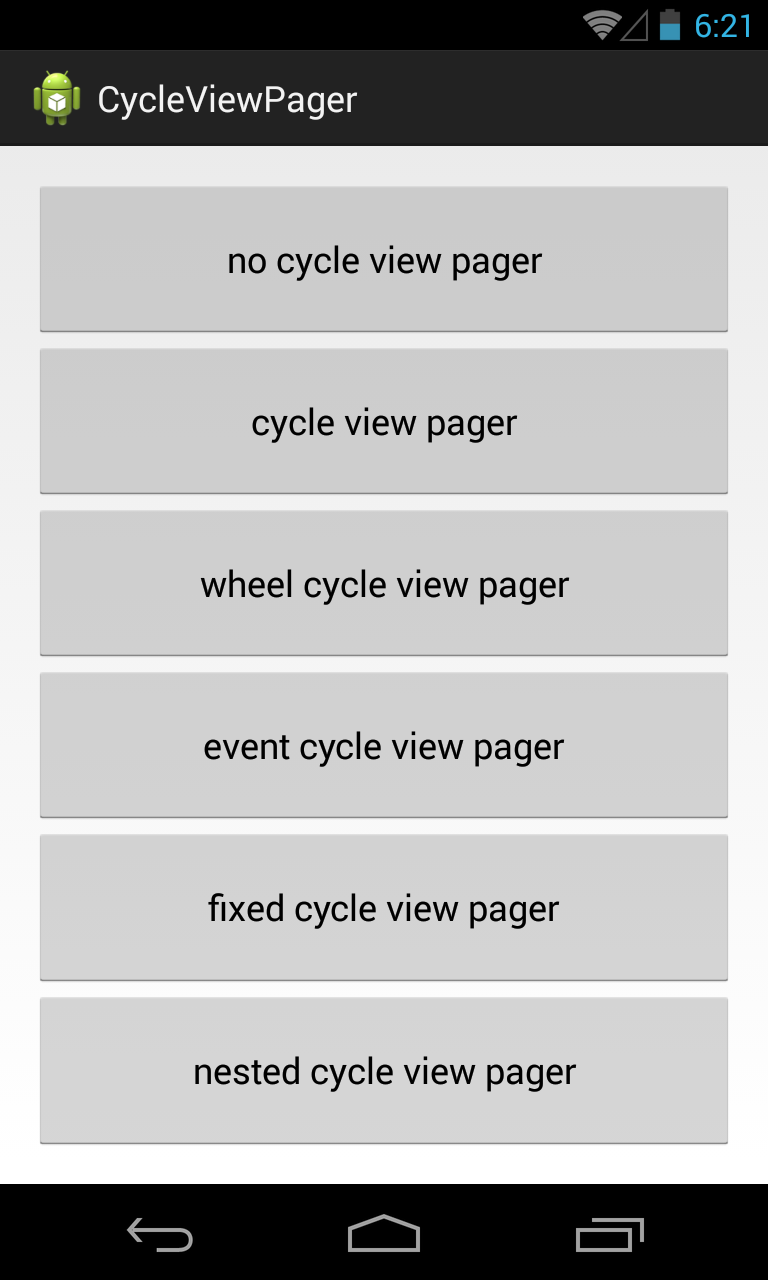 6:21
CycleViewPager
no cycle view pager
cycle view pager
wheel cycle view pager
event cycle view pager
fixed cycle view pager
nested cycle view pager